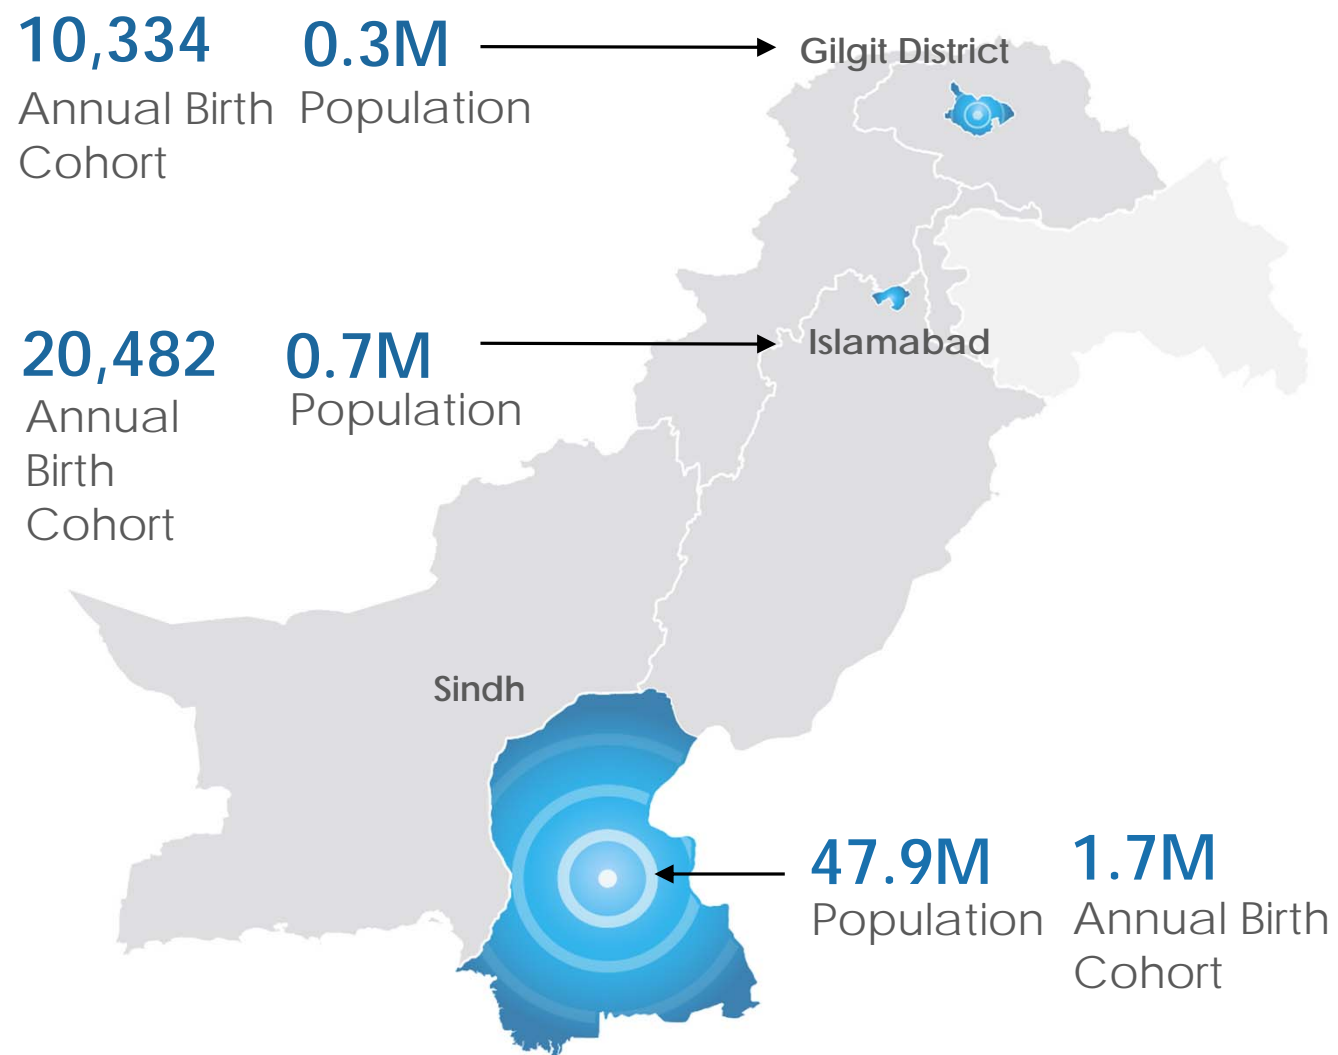 10,334
Annual Birth
Cohort
0.3M
Population
Gilgit District
20,482
Annual
Birth
Cohort
0.7M
Population
Islamabad
Sindh
47.9M
Population
1.7M
Annual Birth
Cohort